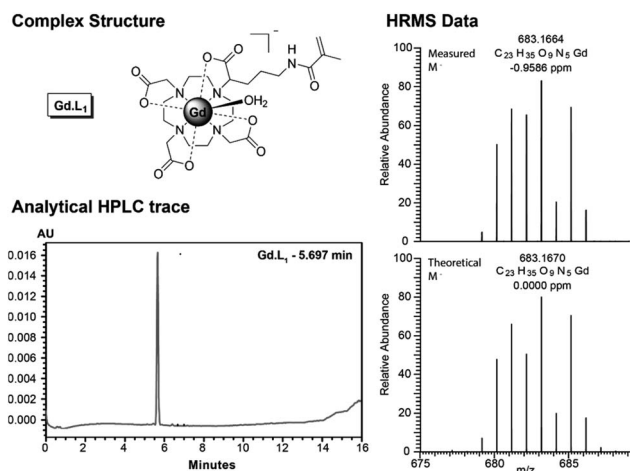 Complex Structure
Gd.L1
O
O
O
O
O
O
O
O
N
N
N
N
Gd
OH2
H
N
O
-
HRMS Data
683.1664
C23 H35 O9 N5 Gd
-0.9586 ppm
Measured
M-
Relative Abundance
100
80
60
40
20
0
683.1670
C23 H35 O9 N5 Gd
0.0000 ppm
Theoretical
M-
Relative Abundance
100
80
60
40
20
0
675
680
685
m/z
Analytical HPLC trace
AU
Gd.L1 - 5.697 min
0.016
0.014
0.012
0.010
0.008
0.006
0.004
0.002
0.000
0
2
4
6
8
10
12
14
16
Minutes